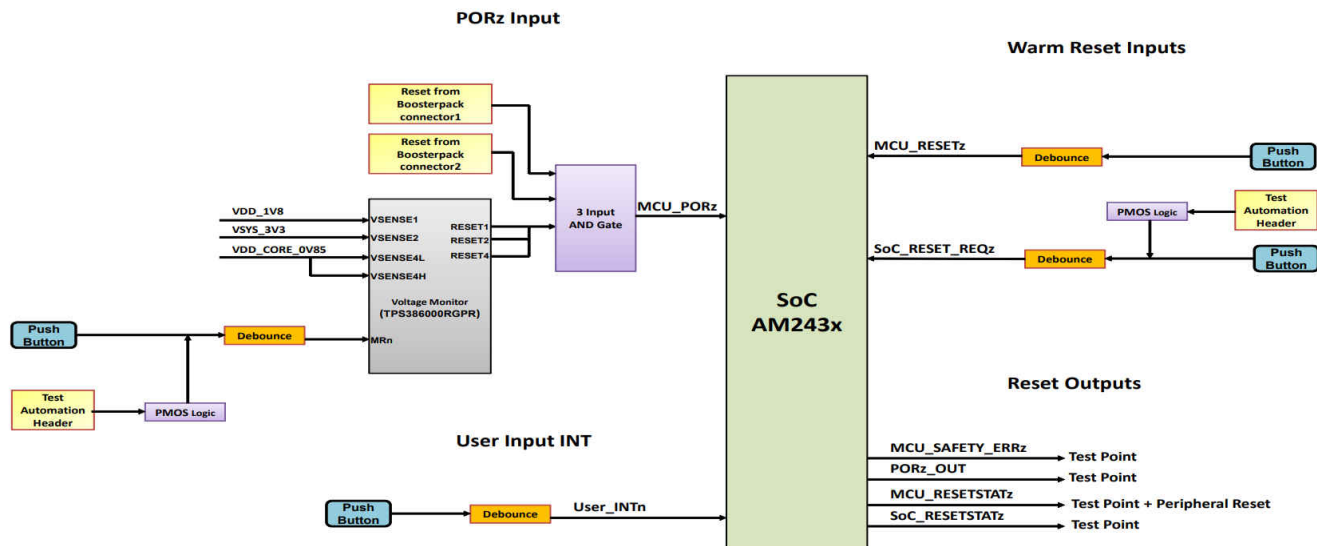 PORz Input
Reset from
Boosterpack
connector1
Reset from
Boosterpack
connector2
VDD_1V8
VSYS_3V3
VDD_CORE_0V85
VSENSE1
VSENSE2
VSENSE4L
VSENSE4H
RESET1
RESET2
RESET4
Voltage Monitor
(TPS386000RGPR)
MRn
3 Input
AND Gate
MCU_PORz
Push
Button
Debounce
Test
Automation
Header
PMOS Logic
User Input INT
Push
Button
Debounce
User_INTn
SoC
AM243x
Warm Reset Inputs
MCU_RESETz
Debounce
Push
Button
PMOS Logic
Test
Automation
Header
SoC_RESET_REQz
Debounce
Push
Button
Reset Outputs
MCU_SAFETY_ERRz
Test Point
PORz_OUT
Test Point
MCU_RESETSTATz
Test Point + Peripheral Reset
SoC_RESETSTATz
Test Point